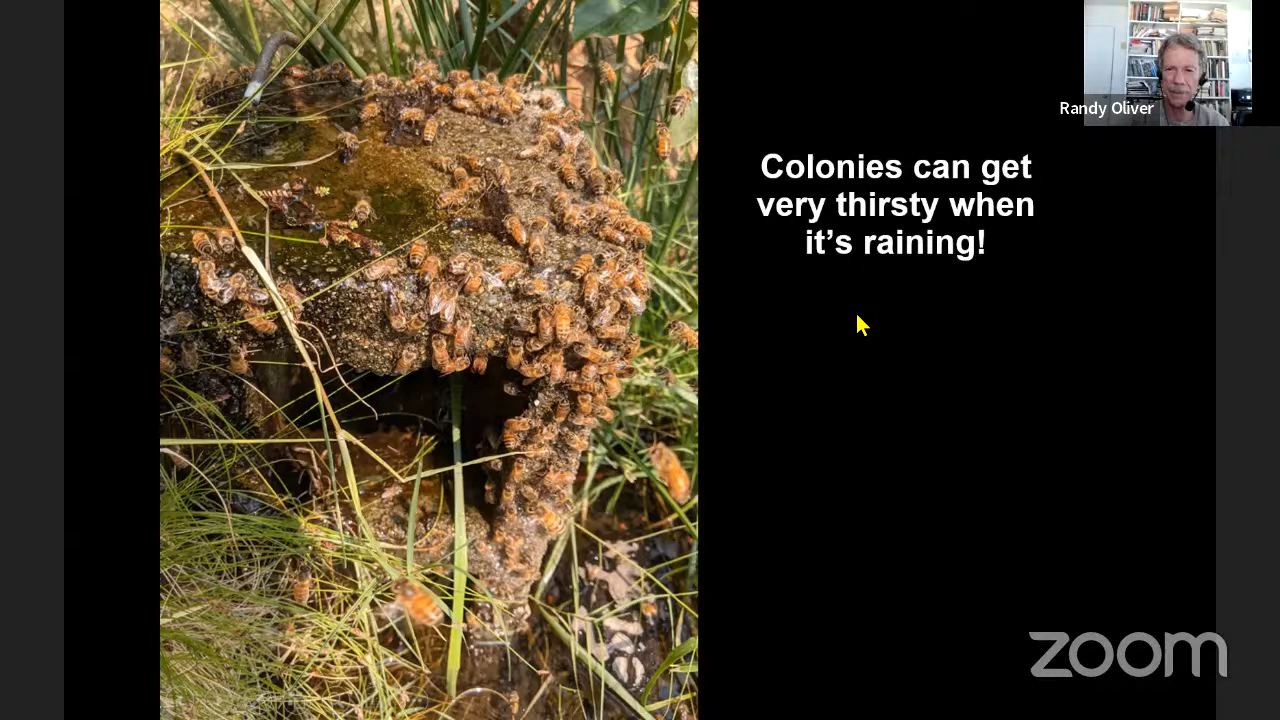 Randy Oliver
Colonies can get
very thirsty when
it’s raining!
zoom